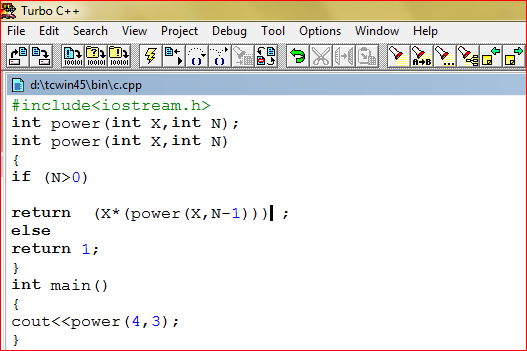 Turbo C++
File Edit Search View Project Debug Tool Options Window Help
A→B
...
d:\tcwin45\bin\c.cpp
#include<iostream.h>
int power(int X,int N);
int power(int X,int N)
{
if (N>0)
return  (X*(power(X,N-1))) ;
else
return 1;
}
int main()
{
cout<<power(4,3);
}